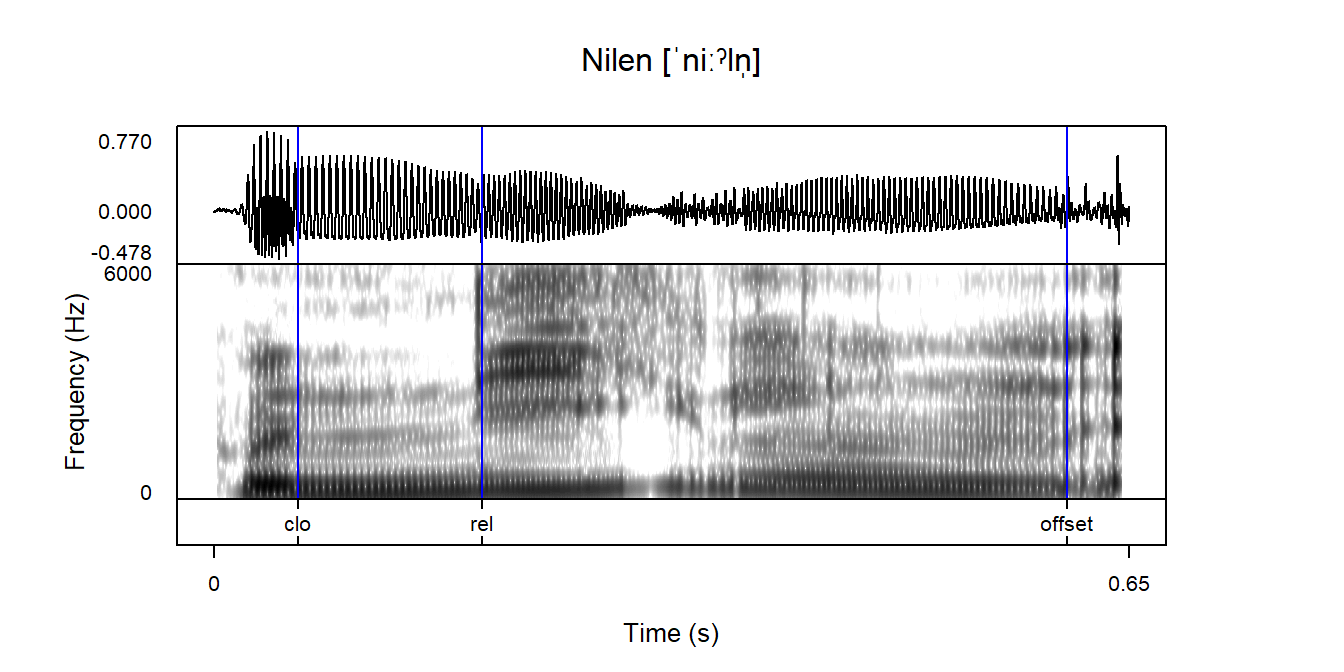 Nilen [ˈniːˀln̩]
0.770
0.000
-0.478
6000
Frequency (Hz)
0
clo rel offset
0 0.65
Time (s)